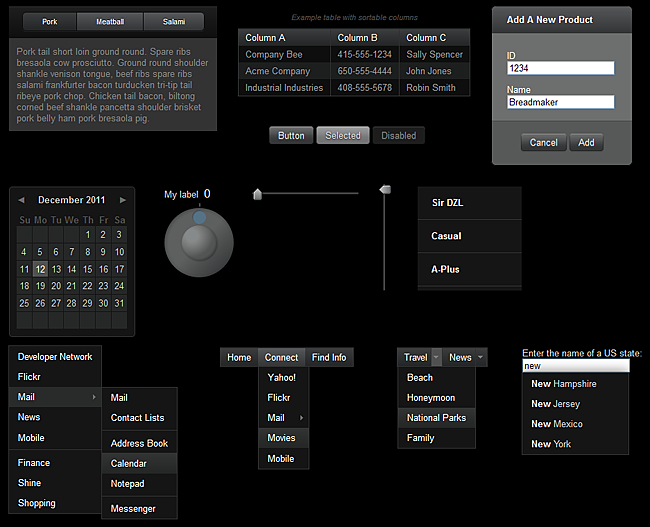 Pork Meatball Salami
Pork tail short loin ground round. Spare ribs
bresaola cow prosciutto. Ground round shoulder
shankle venison tongue, beef ribs spare ribs
salami frankfurter bacon turducken tri-tip tail
ribeye pork chop. Chicken tail bacon, biltong
corned beef shankle pancetta shoulder brisket
pork belly ham pork bresaola pig.
Example table with sortable columns
Column A Column B Column C
Company Bee 415-555-1234 Sally Spencer
Acme Company 650-555-4444 John Jones
Industrial Industries 408-555-5678 Robin Smith
Button Selected Disabled
Add A New Product
ID
1234
Name
Breadmaker
Cancel Add
December 2011
Su Mo Tu We Th Fr Sa
1 2 3
4 5 6 7 8 9 10
11 12 13 14 15 16 17
18 19 20 21 22 23 24
25 26 27 28 29 30 31
My label 0
Sir DZL
Casual
A-Plus
Developer Network
Flickr
Mail
News
Mobile
Finance
Shine
Shopping
Mail
Contact Lists
Address Book
Calendar
Notepad
Messenger
Home Connect Find Info
Yahoo!
Flickr
Mail
Movies
Mobile
Travel News
Beach
Honeymoon
National Parks
Family
Enter the name of a US state:
new
New Hampshire
New Jersey
New Mexico
New York